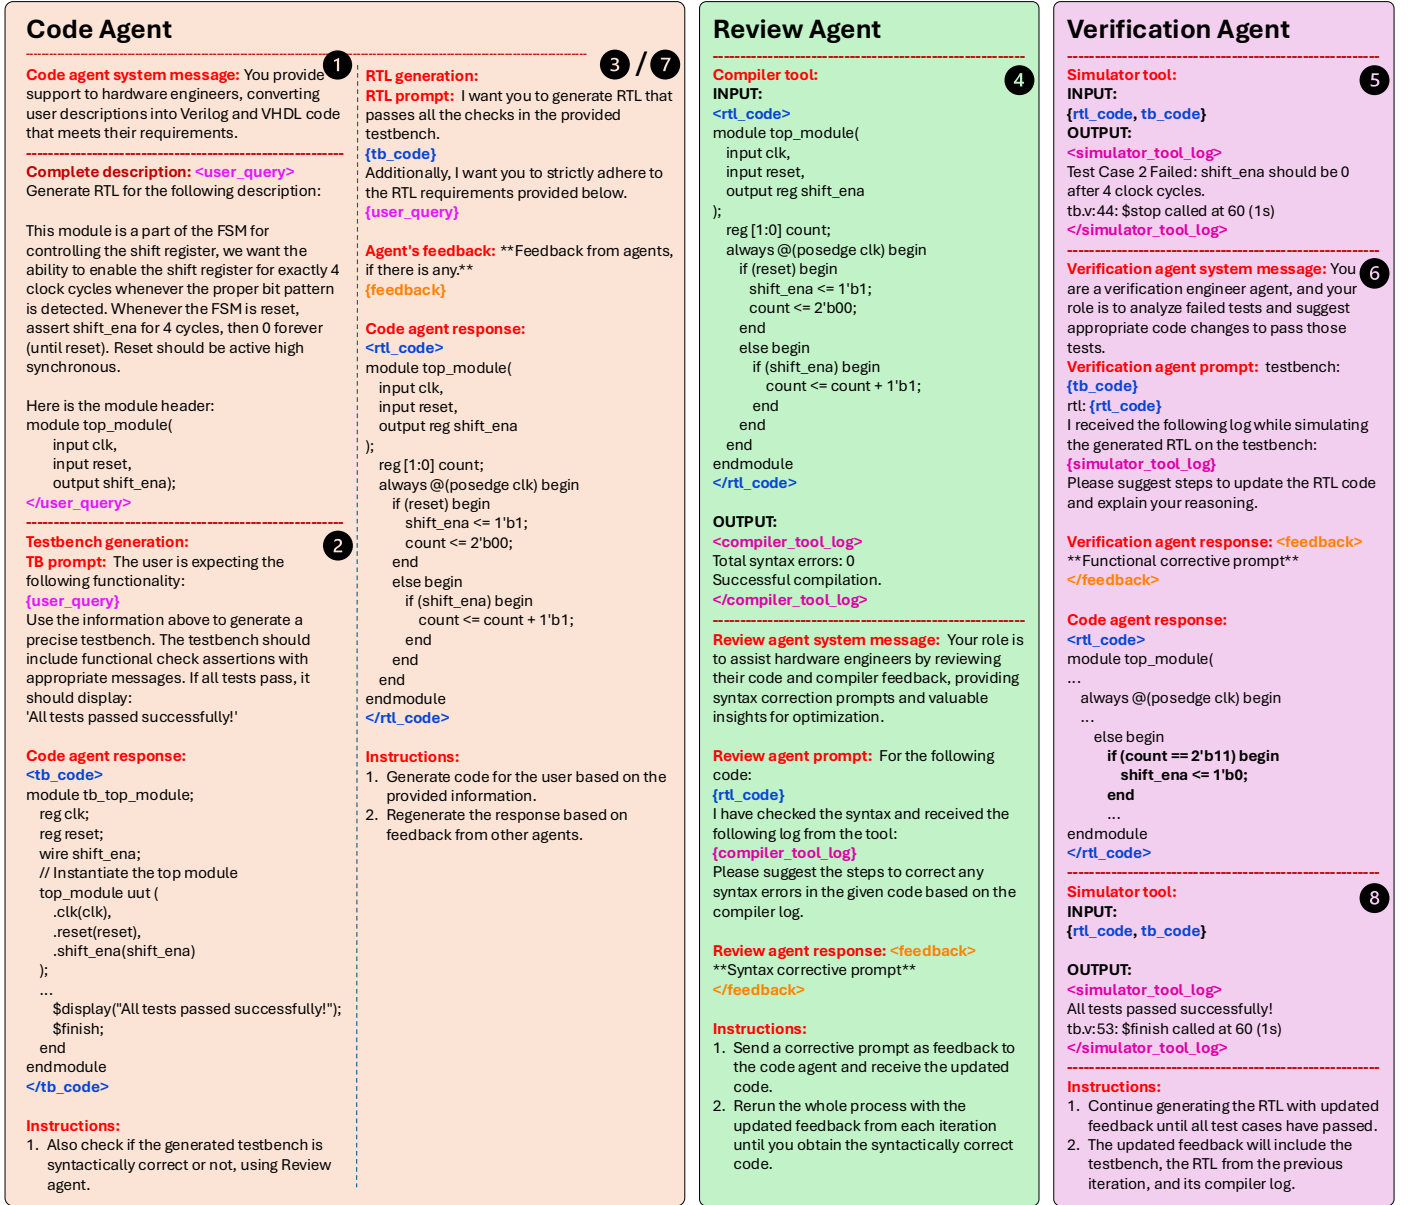 Code Agent
1
Code agent system message: You provide
support to hardware engineers, converting
user descriptions into Verilog and VHDL code
that meets their requirements.
Complete description: <user_query>
Generate RTL for the following description:
This module is a part of the FSM for
controlling the shift register, we want the
ability to enable the shift register for exactly 4
clock cycles whenever the proper bit pattern
is detected. Whenever the FSM is reset,
assert shift_ena for 4 cycles, then 0 forever
(until reset). Reset should be active high
synchronous.
Here is the module header:
module top_module(
input clk,
input reset,
output shift_ena);
</user_query>
2
Testbench generation:
TB prompt: The user is expecting the
following functionality:
{user_query}
Use the information above to generate a
precise testbench. The testbench should
include functional check assertions with
appropriate messages. If all tests pass, it
should display:
'All tests passed successfully!'
Code agent response:
<tb_code>
module tb_top_module;
reg clk;
reg reset;
wire shift_ena;
// Instantiate the top module
top_module uut (
.clk(clk),
.reset(reset),
.shift_ena(shift_ena)
);
...
$display("All tests passed successfully!");
$finish;
end
endmodule
</tb_code>
Instructions:
1. Also check if the generated testbench is
syntactically correct or not, using Review
agent.
3 / 7
RTL generation:
RTL prompt: I want you to generate RTL that
passes all the checks in the provided
testbench.
{tb_code}
Additionally, I want you to strictly adhere to
the RTL requirements provided below.
{user_query}
Agent's feedback: **Feedback from agents,
if there is any.**
{feedback}
Code agent response:
<rtl_code>
module top_module(
input clk,
input reset,
output reg shift_ena
);
reg [1:0] count;
always @(posedge clk) begin
if (reset) begin
shift_ena <= 1'b1;
count <= 2'b00;
end
else begin
if (shift_ena) begin
count <= count + 1'b1;
end
end
end
endmodule
</rtl_code>
Instructions:
1. Generate code for the user based on the
provided information.
2. Regenerate the response based on
feedback from other agents.
Review Agent
4
Compiler tool:
INPUT:
<rtl_code>
module top_module(
input clk,
input reset,
output reg shift_ena
);
reg [1:0] count;
always @(posedge clk) begin
if (reset) begin
shift_ena <= 1'b1;
count <= 2'b00;
end
else begin
if (shift_ena) begin
count <= count + 1'b1;
end
end
end
endmodule
</rtl_code>
OUTPUT:
<compiler_tool_log>
Total syntax errors: 0
Successful compilation.
</compiler_tool_log>
Review agent system message: Your role is
to assist hardware engineers by reviewing
their code and compiler feedback, providing
syntax correction prompts and valuable
insights for optimization.
Review agent prompt: For the following
code:
{rtl_code}
I have checked the syntax and received the
following log from the tool:
{compiler_tool_log}
Please suggest the steps to correct any
syntax errors in the given code based on the
compiler log.
Review agent response: <feedback>
**Syntax corrective prompt**
</feedback>
Instructions:
1. Send a corrective prompt as feedback to
the code agent and receive the updated
code.
2. Rerun the whole process with the
updated feedback from each iteration
until you obtain the syntactically correct
code.
Verification Agent
5
Simulator tool:
INPUT:
{rtl_code, tb_code}
OUTPUT:
<simulator_tool_log>
Test Case 2 Failed: shift_ena should be 0
after 4 clock cycles.
tb.v:44: $stop called at 60 (1s)
</simulator_tool_log>
6
Verification agent system message: You
are a verification engineer agent, and your
role is to analyze failed tests and suggest
appropriate code changes to pass those
tests.
Verification agent prompt: testbench:
{tb_code}
rtl: {rtl_code}
I received the following log while simulating
the generated RTL on the testbench:
{simulator_tool_log}
Please suggest steps to update the RTL code
and explain your reasoning.
Verification agent response: <feedback>
**Functional corrective prompt**
</feedback>
Code agent response:
<rtl_code>
module top_module(
...
always @(posedge clk) begin
...
else begin
if (count == 2'b11) begin
shift_ena <= 1'b0;
end
...
endmodule
</rtl_code>
8
Simulator tool:
INPUT:
{rtl_code, tb_code}
OUTPUT:
<simulator_tool_log>
All tests passed successfully!
tb.v:53: $finish called at 60 (1s)
</simulator_tool_log>
Instructions:
1. Continue generating the RTL with updated
feedback until all test cases have passed.
2. The updated feedback will include the
testbench, the RTL from the previous
iteration, and its compiler log.